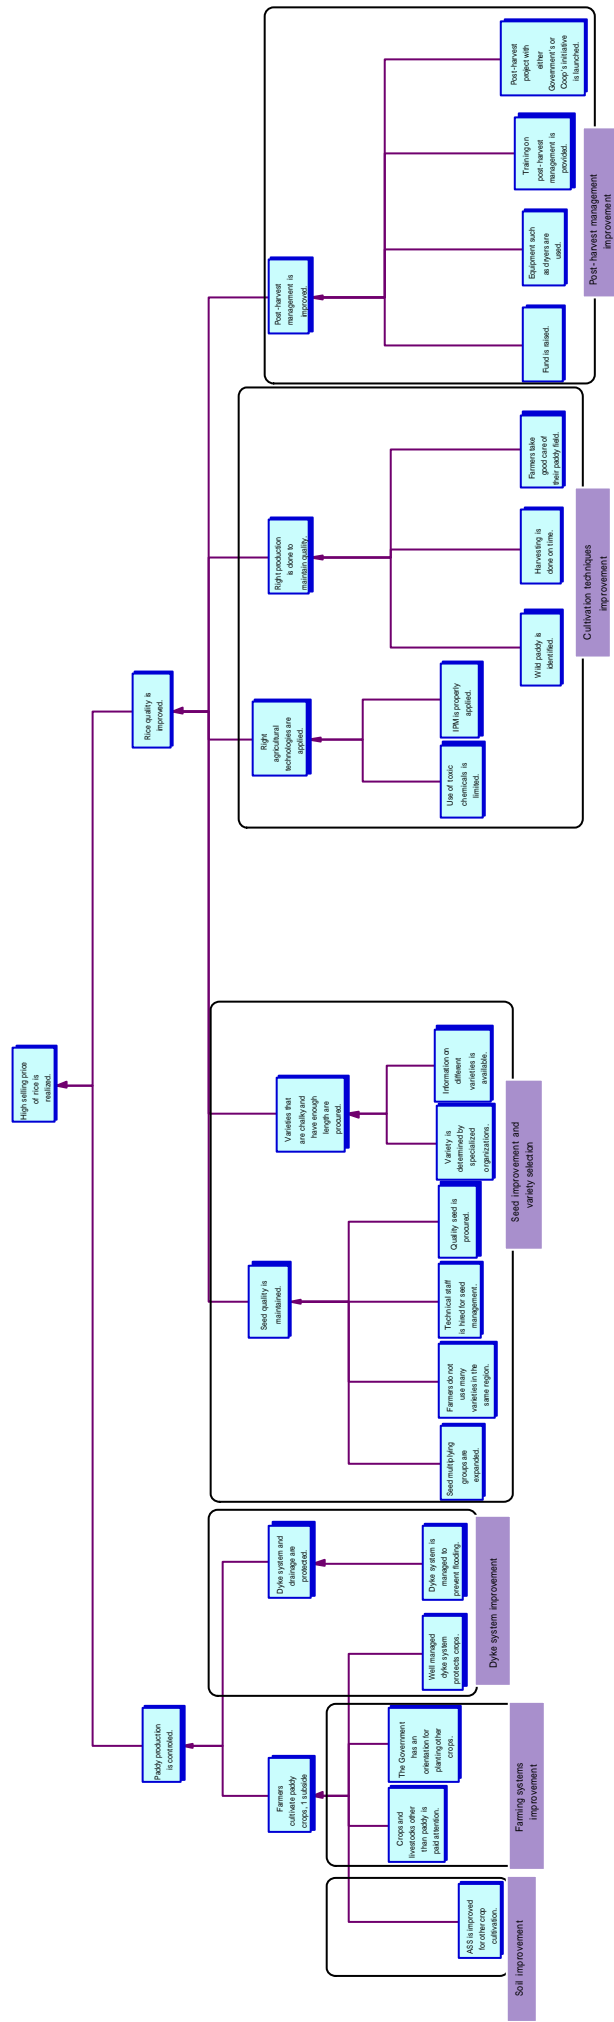 High selling price
of rice is
realized.
Paddy production
is controled.
Rice quality is
improved.
Farmers
cultivate paddy
crops, 1 subside
Dyke system and
drainage are
protected.
Seed quality is
maintained.
Varieties that
are chalky and
have enough
length are
procured.
Right
agricultural
technologies are
applied.
Right production
is done to
maintain quality.
Post-harvest
management is
improved.
ASS is improved
for other crop
cultivation.
Crops and
livestocks other
than paddy is
paid attention.
The Government
has an
orientation for
planting other
crops.
Well managed
dyke system
protects crops.
Dyke system is
managed to
prevent flooding.
Seed multiplying
groups are
expanded.
Farmers do not
use many
varieties in the
same region.
Technical staff
is hired for seed
management.
Quality seed is
procured.
Variety is
determined by
specialized
organizations.
Information on
different
varieties is
available.
Use of toxic
chemicals is
limited.
IPM is properly
applied.
Wild paddy is
identified.
Harvesting is
done on time.
Farmers take
good care of
their paddy field.
Fund is raised.
Equipment such
as dryers are
used.
Training on
post-harvest
management is
provided.
Post-harvest
project with
either
Government's or
Coop's initiative
is launched.
Soil improvement
Farming systems
improvement
Dyke system improvement
Seed improvement and
variety selection
Cultivation techniques
improvement
Post-harvest management
improvement